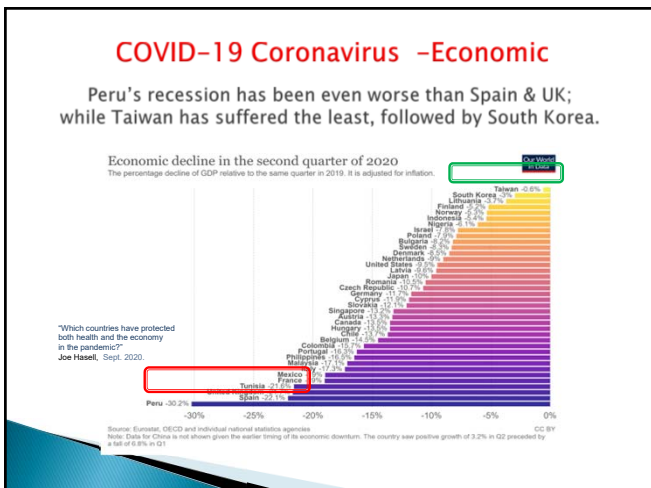 COVID-19 Coronavirus –Economic
Peru's recession has been even worse than Spain & UK;
while Taiwan has suffered the least, followed by South Korea.
Economic decline in the second quarter of 2020
The percentage decline of GDP relative to the same quarter in 2019. It is adjusted for inflation.
Our World
in Data
Taiwan -0.6%
South Korea -3%
Lithuania -3.7%
Finland -5.2%
Norway -5.3%
Indonesia -5.4%
Nigeria -6.1%
Israel -7.8%
Poland -7.9%
Bulgaria -8.2%
Sweden -8.3%
Denmark -8.5%
Netherlands -9%
United States -9.5%
Latvia -9.6%
Japan -10%
Romania -10.5%
Czech Republic -10.7%
Germany -11.7%
Cyprus -11.9%
Slovakia -12.1%
Singapore -13.2%
Austria -13.3%
Canada -13.5%
Hungary -13.5%
Chile -13.7%
Belgium -14.5%
Colombia -15.7%
Portugal -16.3%
Philippines -16.5%
Malaysia -17.1%
-17.3%
Mexico
France
Tunisia -21.6%
Spain -22.1%
Peru -30.2%
"Which countries have protected
both health and the economy
in the pandemic?"
Joe Hasell, Sept. 2020.
-30% -25% -20% -15% -10% -5% 0%
Source: Eurostat, OECD and individual national statistics agencies
CC BY
Note: Data for China is not shown given the earlier timing of its economic downturn. The country saw positive growth of 3.2% in Q2 preceded by
a fall of 6.8% in Q1